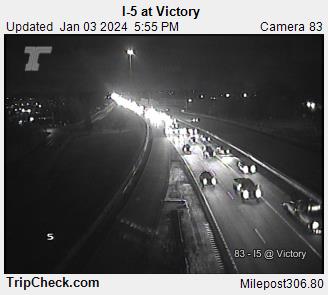 I-5 at Victory
Updated Jan 03 2024 5:55 PM Camera 83
S
83 - I5 @ Victory
TripCheck.com Milepost306.80